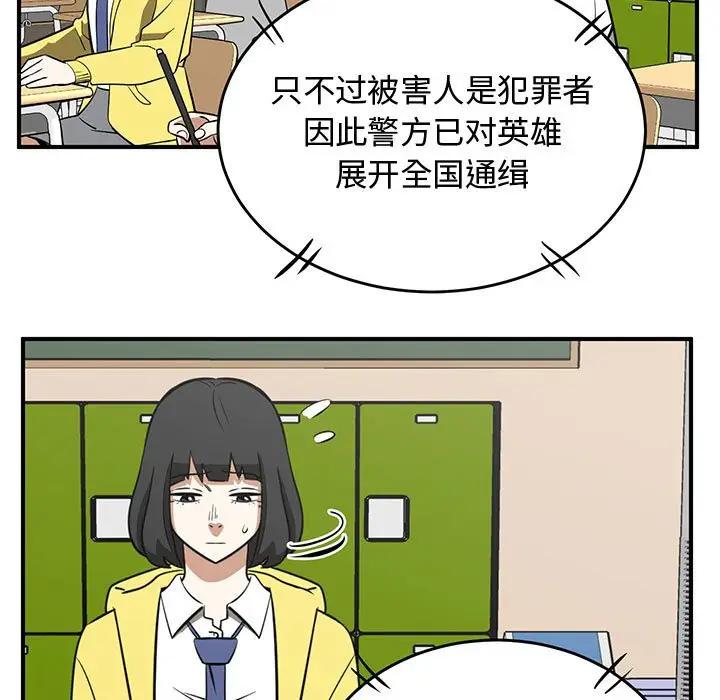 只不过被害人是犯罪者
因此警方已对英雄
展开全国通缉